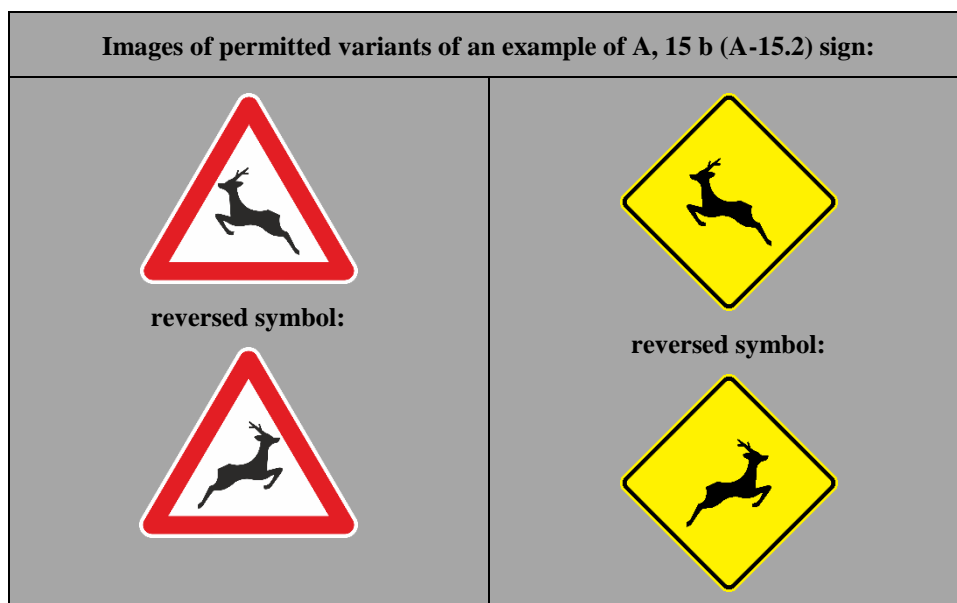 Images of permitted variants of an example of A, 15 b (A-15.2) sign:
reversed symbol:
reversed symbol: